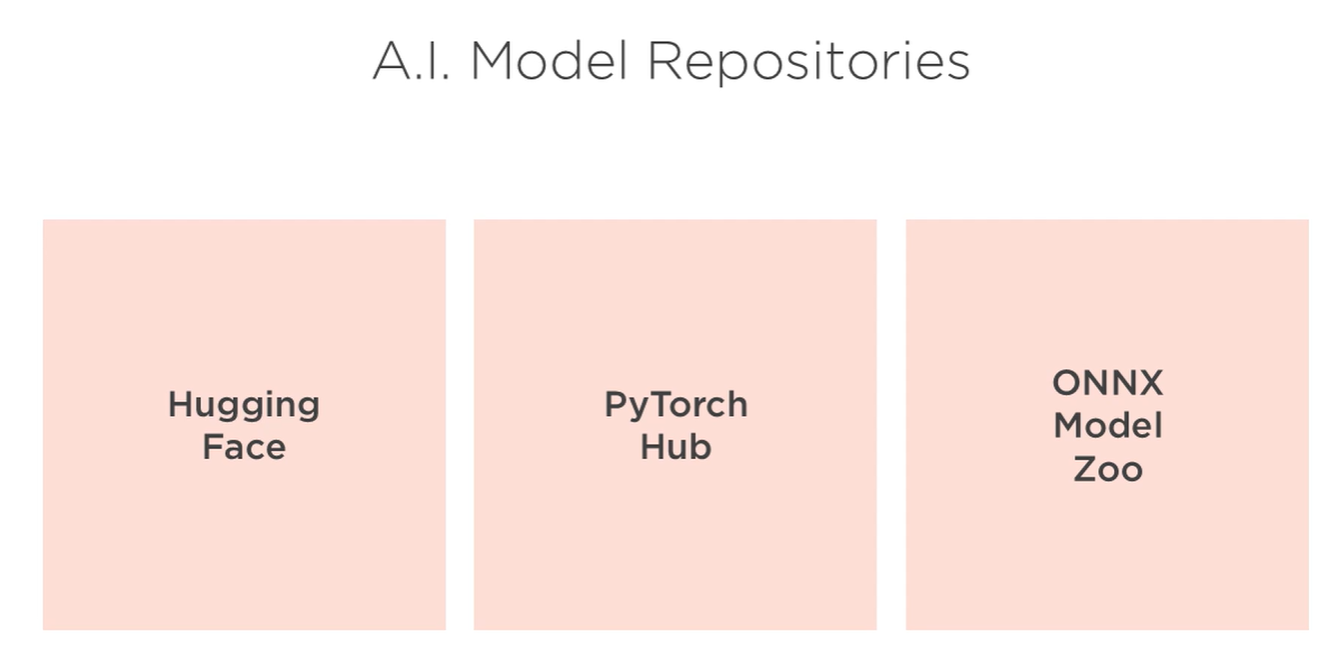 A.I. Model Repositories
Hugging
Face
PyTorch
Hub
ONNX
Model
Zoo